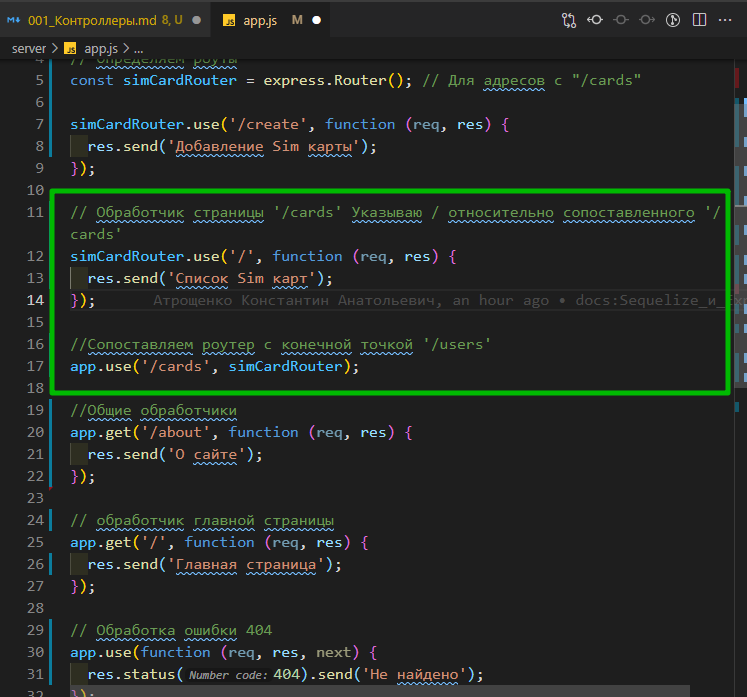 001_Контроллеры.md 8, U
JS app.js M
server > JS app.js > ...
4 // Определяем роуты
5 const simCardRouter = express.Router(); // Для адресов с "/cards"
6
7 simCardRouter.use('/create', function (req, res) {
8 res.send('Добавление Sim карты');
9 });
10
11 // Обработчик страницы '/cards' Указываю / относительно сопоставленного '/
cards'
12 simCardRouter.use('/', function (req, res) {
13 res.send('Список Sim карт');
14 }); Атрощенко Константин Анатольевич, an hour ago • docs:Sequelize_и_Ex
15
16 //Сопоставляем роутер с конечной точкой '/users'
17 app.use('/cards', simCardRouter);
18
19 //Общие обработчики
20 app.get('/about', function (req, res) {
21 res.send('О сайте');
22 });
23
24 // обработчик главной страницы
25 app.get('/', function (req, res) {
26 res.send('Главная страница');
27 });
28
29 // Обработка ошибки 404
30 app.use(function (req, res, next) {
31 res.status(Number code: 404).send('Не найдено');
32 });